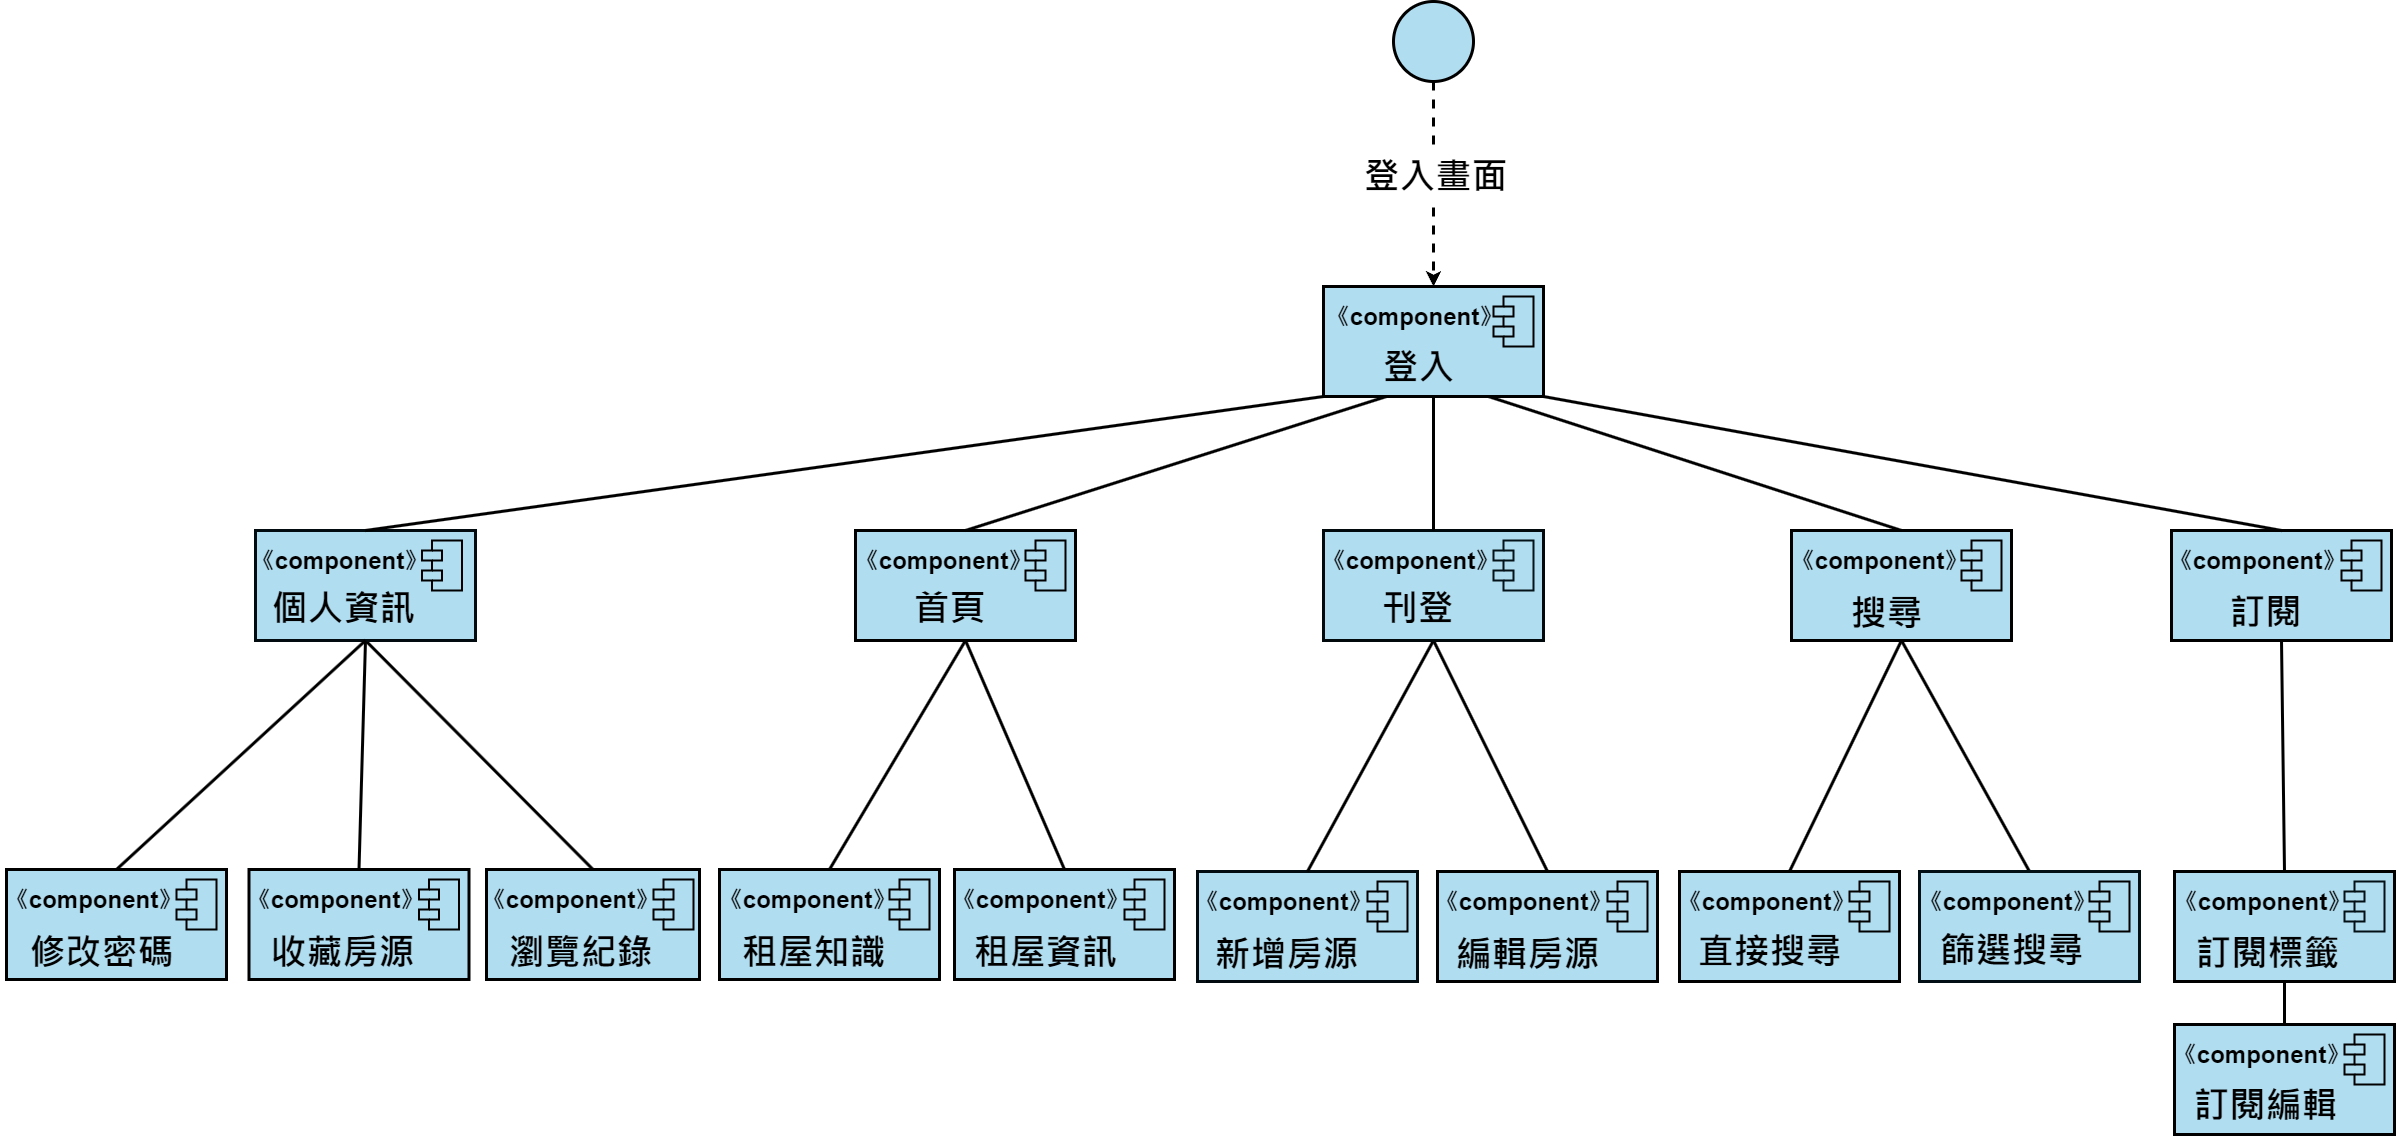 登入畫面
《component》
登入
《component》
個人資訊
《component》
首頁
《component》
刊登
《component》
搜尋
《component》
訂閱
《component》
修改密碼
《component》
收藏房源
《component》
瀏覽紀錄
《component》
租屋知識
《component》
租屋資訊
《component》
新增房源
《component》
編輯房源
《component》
直接搜尋
《component》
篩選搜尋
《component》
訂閱標籤
《component》
訂閱編輯